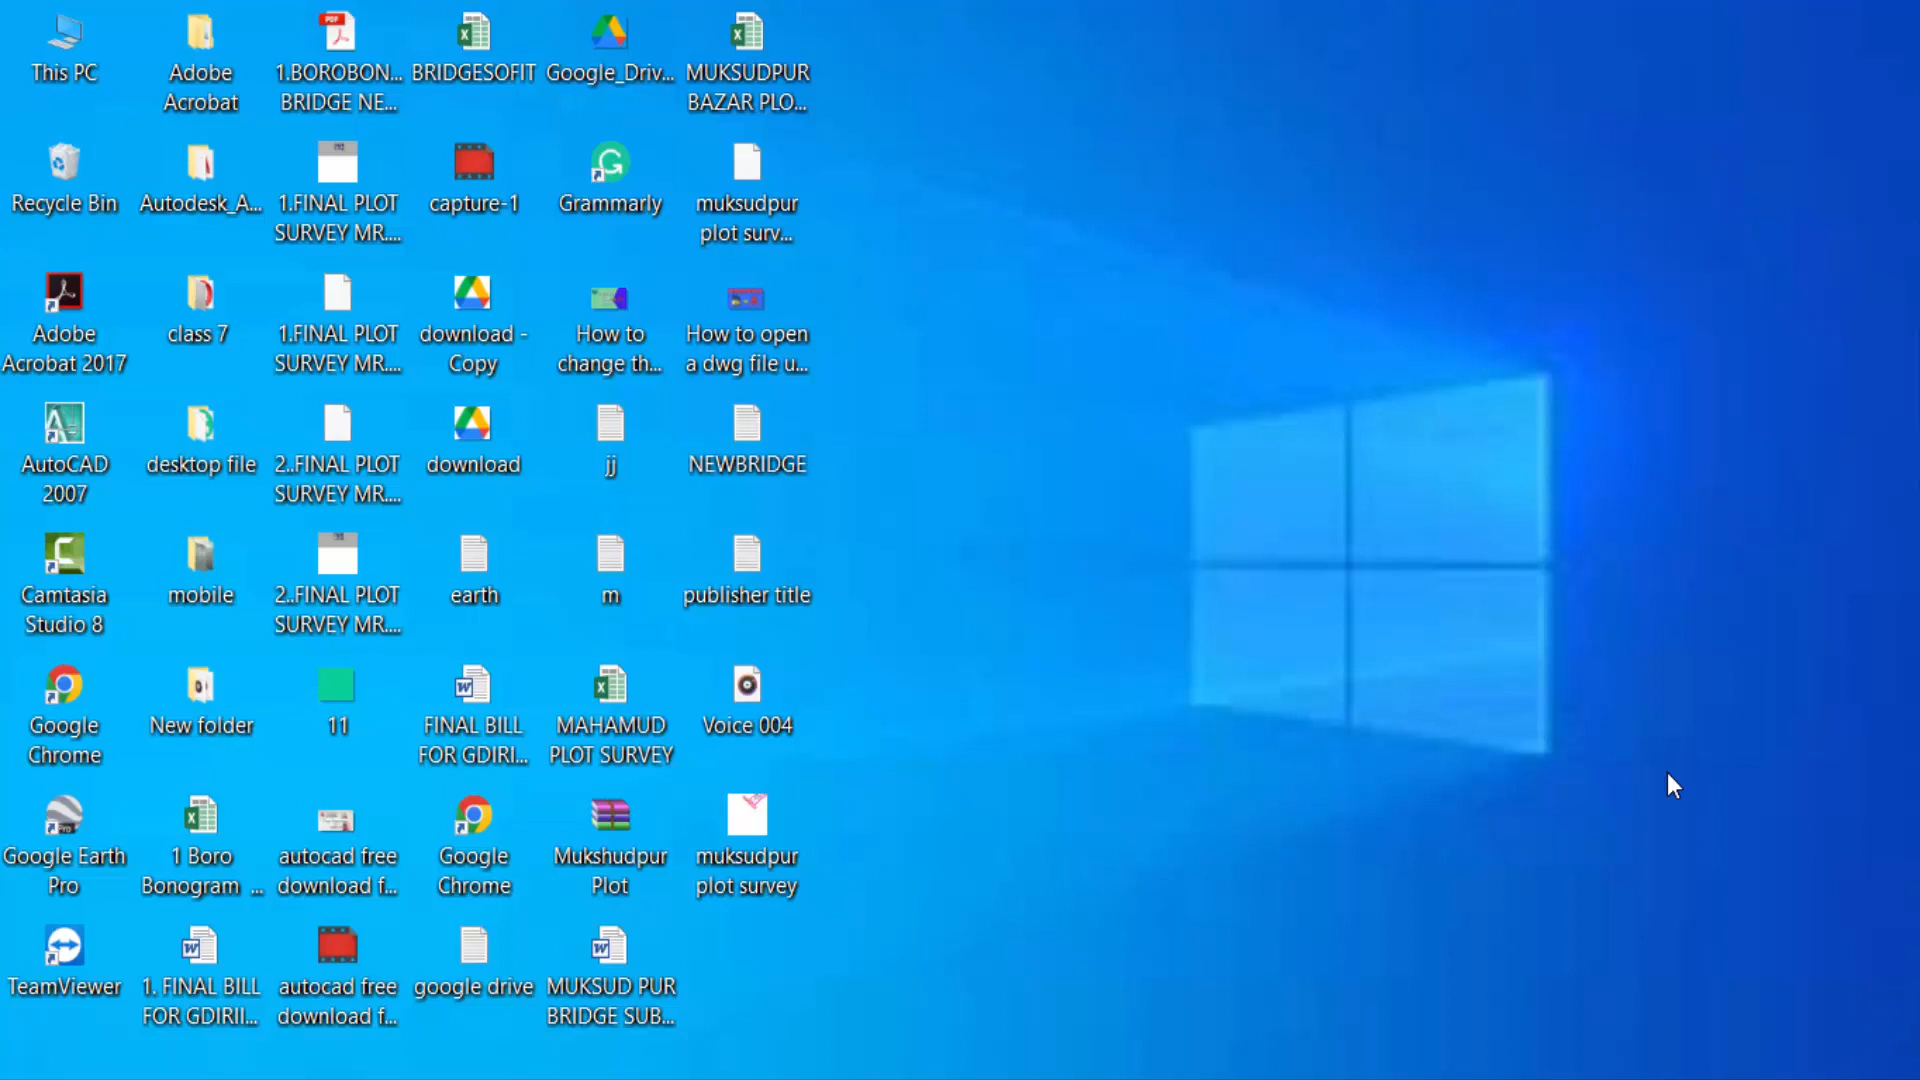 This PC
Adobe
Acrobat
1.BOROBON...
BRIDGE NE...
BRIDGESOFIT
Google_Driv...
MUKSUDPUR
BAZAR PLO...
Recycle Bin
Autodesk_A...
1.FINAL PLOT
SURVEY MR....
capture-1
Grammarly
muksudpur
plot surv...
Adobe
Acrobat 2017
class 7
1.FINAL PLOT
SURVEY MR....
download -
Copy
How to
change th...
How to open
a dwg file u...
AutoCAD
2007
desktop file
2..FINAL PLOT
SURVEY MR....
download
jj
NEWBRIDGE
Camtasia
Studio 8
mobile
2..FINAL PLOT
SURVEY MR....
earth
m
publisher title
Google
Chrome
New folder
11
FINAL BILL
FOR GDIRI...
MAHAMUD
PLOT SURVEY
Voice 004
Google Earth
Pro
1 Boro
Bonogram ...
autocad free
download f...
Google
Chrome
Mukshudpur
Plot
muksudpur
plot survey
TeamViewer
1. FINAL BILL
FOR GDIRII...
autocad free
download f...
google drive
MUKSUD PUR
BRIDGE SUB...